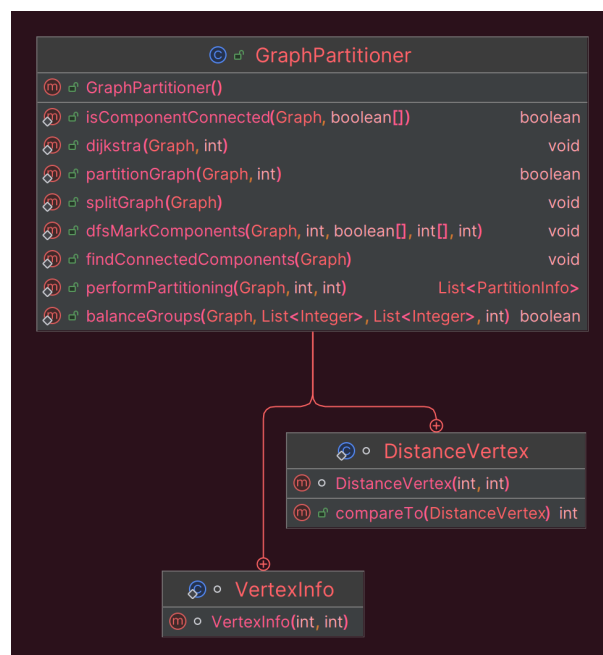 GraphPartitioner
GraphPartitioner()
isComponentConnected(Graph, boolean[]) boolean
dijkstra(Graph, int) void
partitionGraph(Graph, int) boolean
splitGraph(Graph) void
dfsMarkComponents(Graph, int, boolean[], int[], int) void
findConnectedComponents(Graph) void
performPartitioning(Graph, int, int) List<PartitionInfo>
balanceGroups(Graph, List<Integer>, List<Integer>, int) boolean
DistanceVertex
DistanceVertex(int, int)
compareTo(DistanceVertex) int
VertexInfo
VertexInfo(int, int)